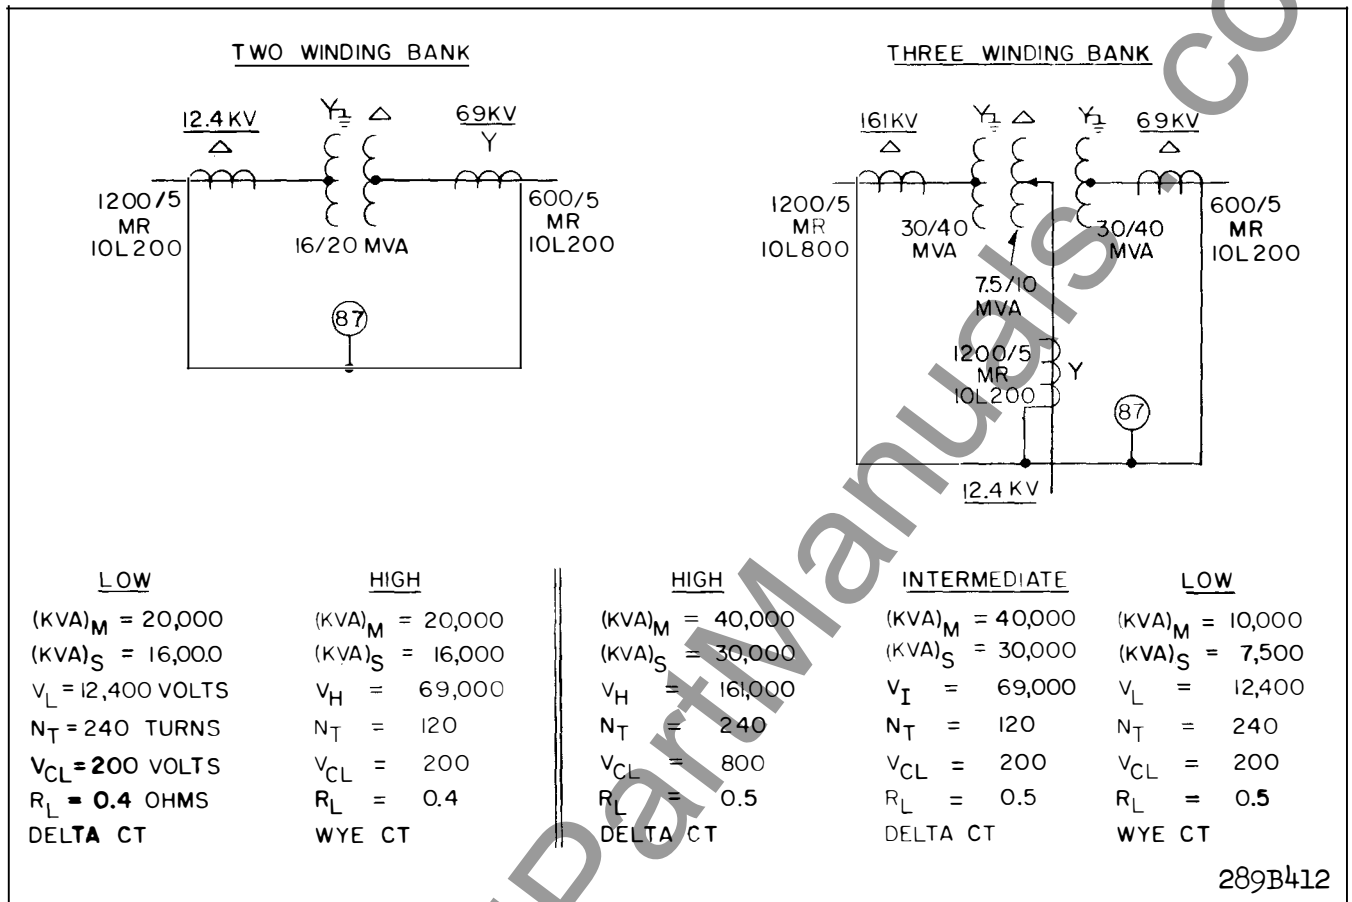 TWO WINDING BANK
12.4KV
Y
△
69KV
△
Y
1200/5
MR
10L200
16/20 MVA
600/5
MR
10L200
87
THREE WINDING BANK
161KV
Y
△
Y
69KV
△
△
1200/5
MR
10L800
30/40
MVA
7.5/10
MVA
30/40
MVA
600/5
MR
10L200
1200/5
MR
10L200
Y
87
12.4 KV
LOW
(KVA)M = 20,000
(KVA)S = 16,00.0
VL = 12,400 VOLTS
NT = 240 TURNS
VCL = 200 VOLTS
RL = 0.4 OHMS
DELTA CT
HIGH
(KVA)M = 20,000
(KVA)S = 16,000
VH = 69,000
NT = 120
VCL = 200
RL = 0.4
WYE CT
HIGH
(KVA)M = 40,000
(KVA)S = 30,000
VH = 161,000
NT = 240
VCL = 800
RL = 0.5
DELTA CT
INTERMEDIATE
(KVA)M = 40,000
(KVA)S = 30,000
VI = 69,000
NT = 120
VCL = 200
RL = 0.5
DELTA CT
LOW
(KVA)M = 10,000
(KVA)S = 7,500
VL = 12,400
NT = 240
VCL = 200
RL = 0.5
WYE CT
289B412
PartManuals.co